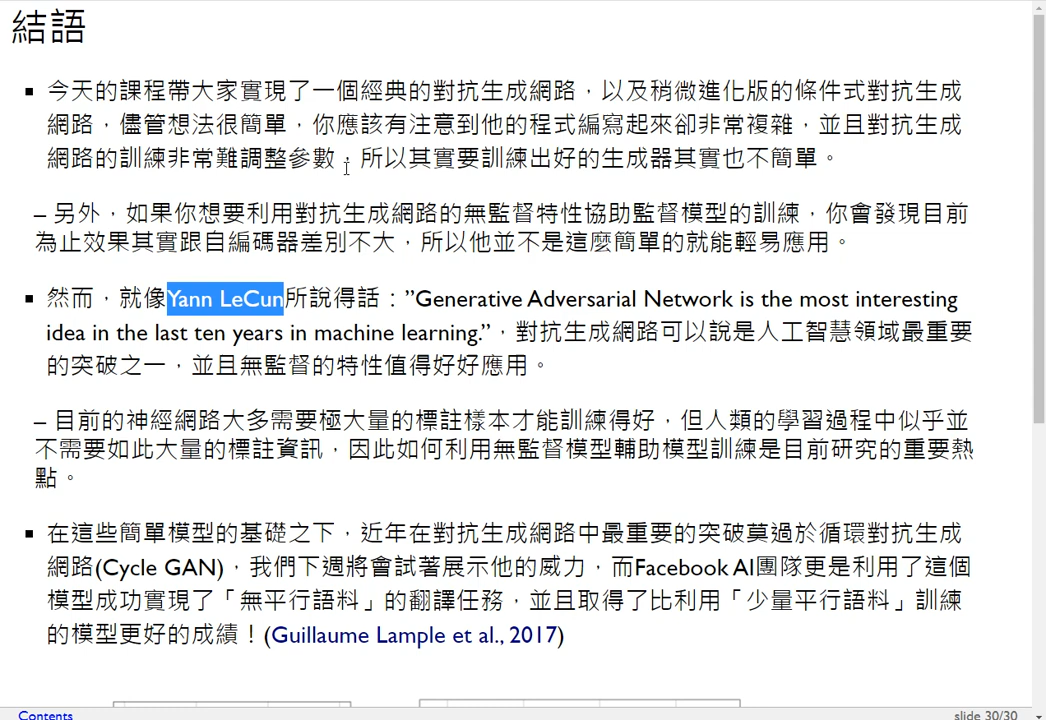 結語
▪ 今天的課程帶大家實現了一個經典的對抗生成網路，以及稍微進化版的條件式對抗生成
網路，儘管想法很簡單，你應該有注意到他的程式編寫起來卻非常複雜，並且對抗生成
網路的訓練非常難調整參數，所以其實要訓練出好的生成器其實也不簡單。
– 另外，如果你想要利用對抗生成網路的無監督特性協助監督模型的訓練，你會發現目前
為止效果其實跟自編碼器差別不大，所以他並不是這麼簡單的就能輕易應用。
▪ 然而，就像Yann LeCun所說得話：”Generative Adversarial Network is the most interesting
idea in the last ten years in machine learning.”，對抗生成網路可以說是人工智慧領域最重要
的突破之一，並且無監督的特性值得好好應用。
– 目前的神經網路大多需要極大量的標註樣本才能訓練得好，但人類的學習過程中似乎並
不需要如此大量的標註資訊，因此如何利用無監督模型輔助模型訓練是目前研究的重要熱
點。
▪ 在這些簡單模型的基礎之下，近年在對抗生成網路中最重要的突破莫過於循環對抗生成
網路(Cycle GAN)，我們下週將會試著展示他的威力，而Facebook AI團隊更是利用了這個
模型成功實現了「無平行語料」的翻譯任務，並且取得了比利用「少量平行語料」訓練
的模型更好的成績！(Guillaume Lample et al., 2017)
Contents
slide 30/30